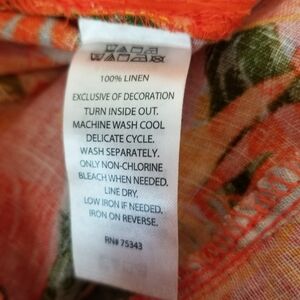 100% LINEN
EXCLUSIVE OF DECORATION
TURN INSIDE OUT.
MACHINE WASH COOL
DELICATE CYCLE.
WASH SEPARATELY.
ONLY NON-CHLORINE
BLEACH WHEN NEEDED.
LINE DRY.
LOW IRON IF NEEDED.
IRON ON REVERSE.
RN# 75343